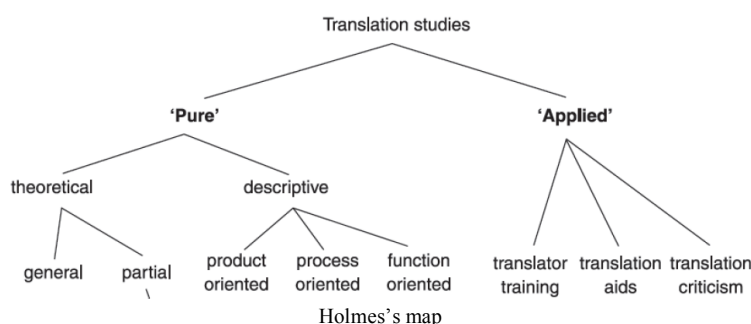 Translation studies
‘Pure’ ‘Applied’
theoretical descriptive
general partial product oriented process oriented function oriented translator training translation aids translation criticism
Holmes’s map